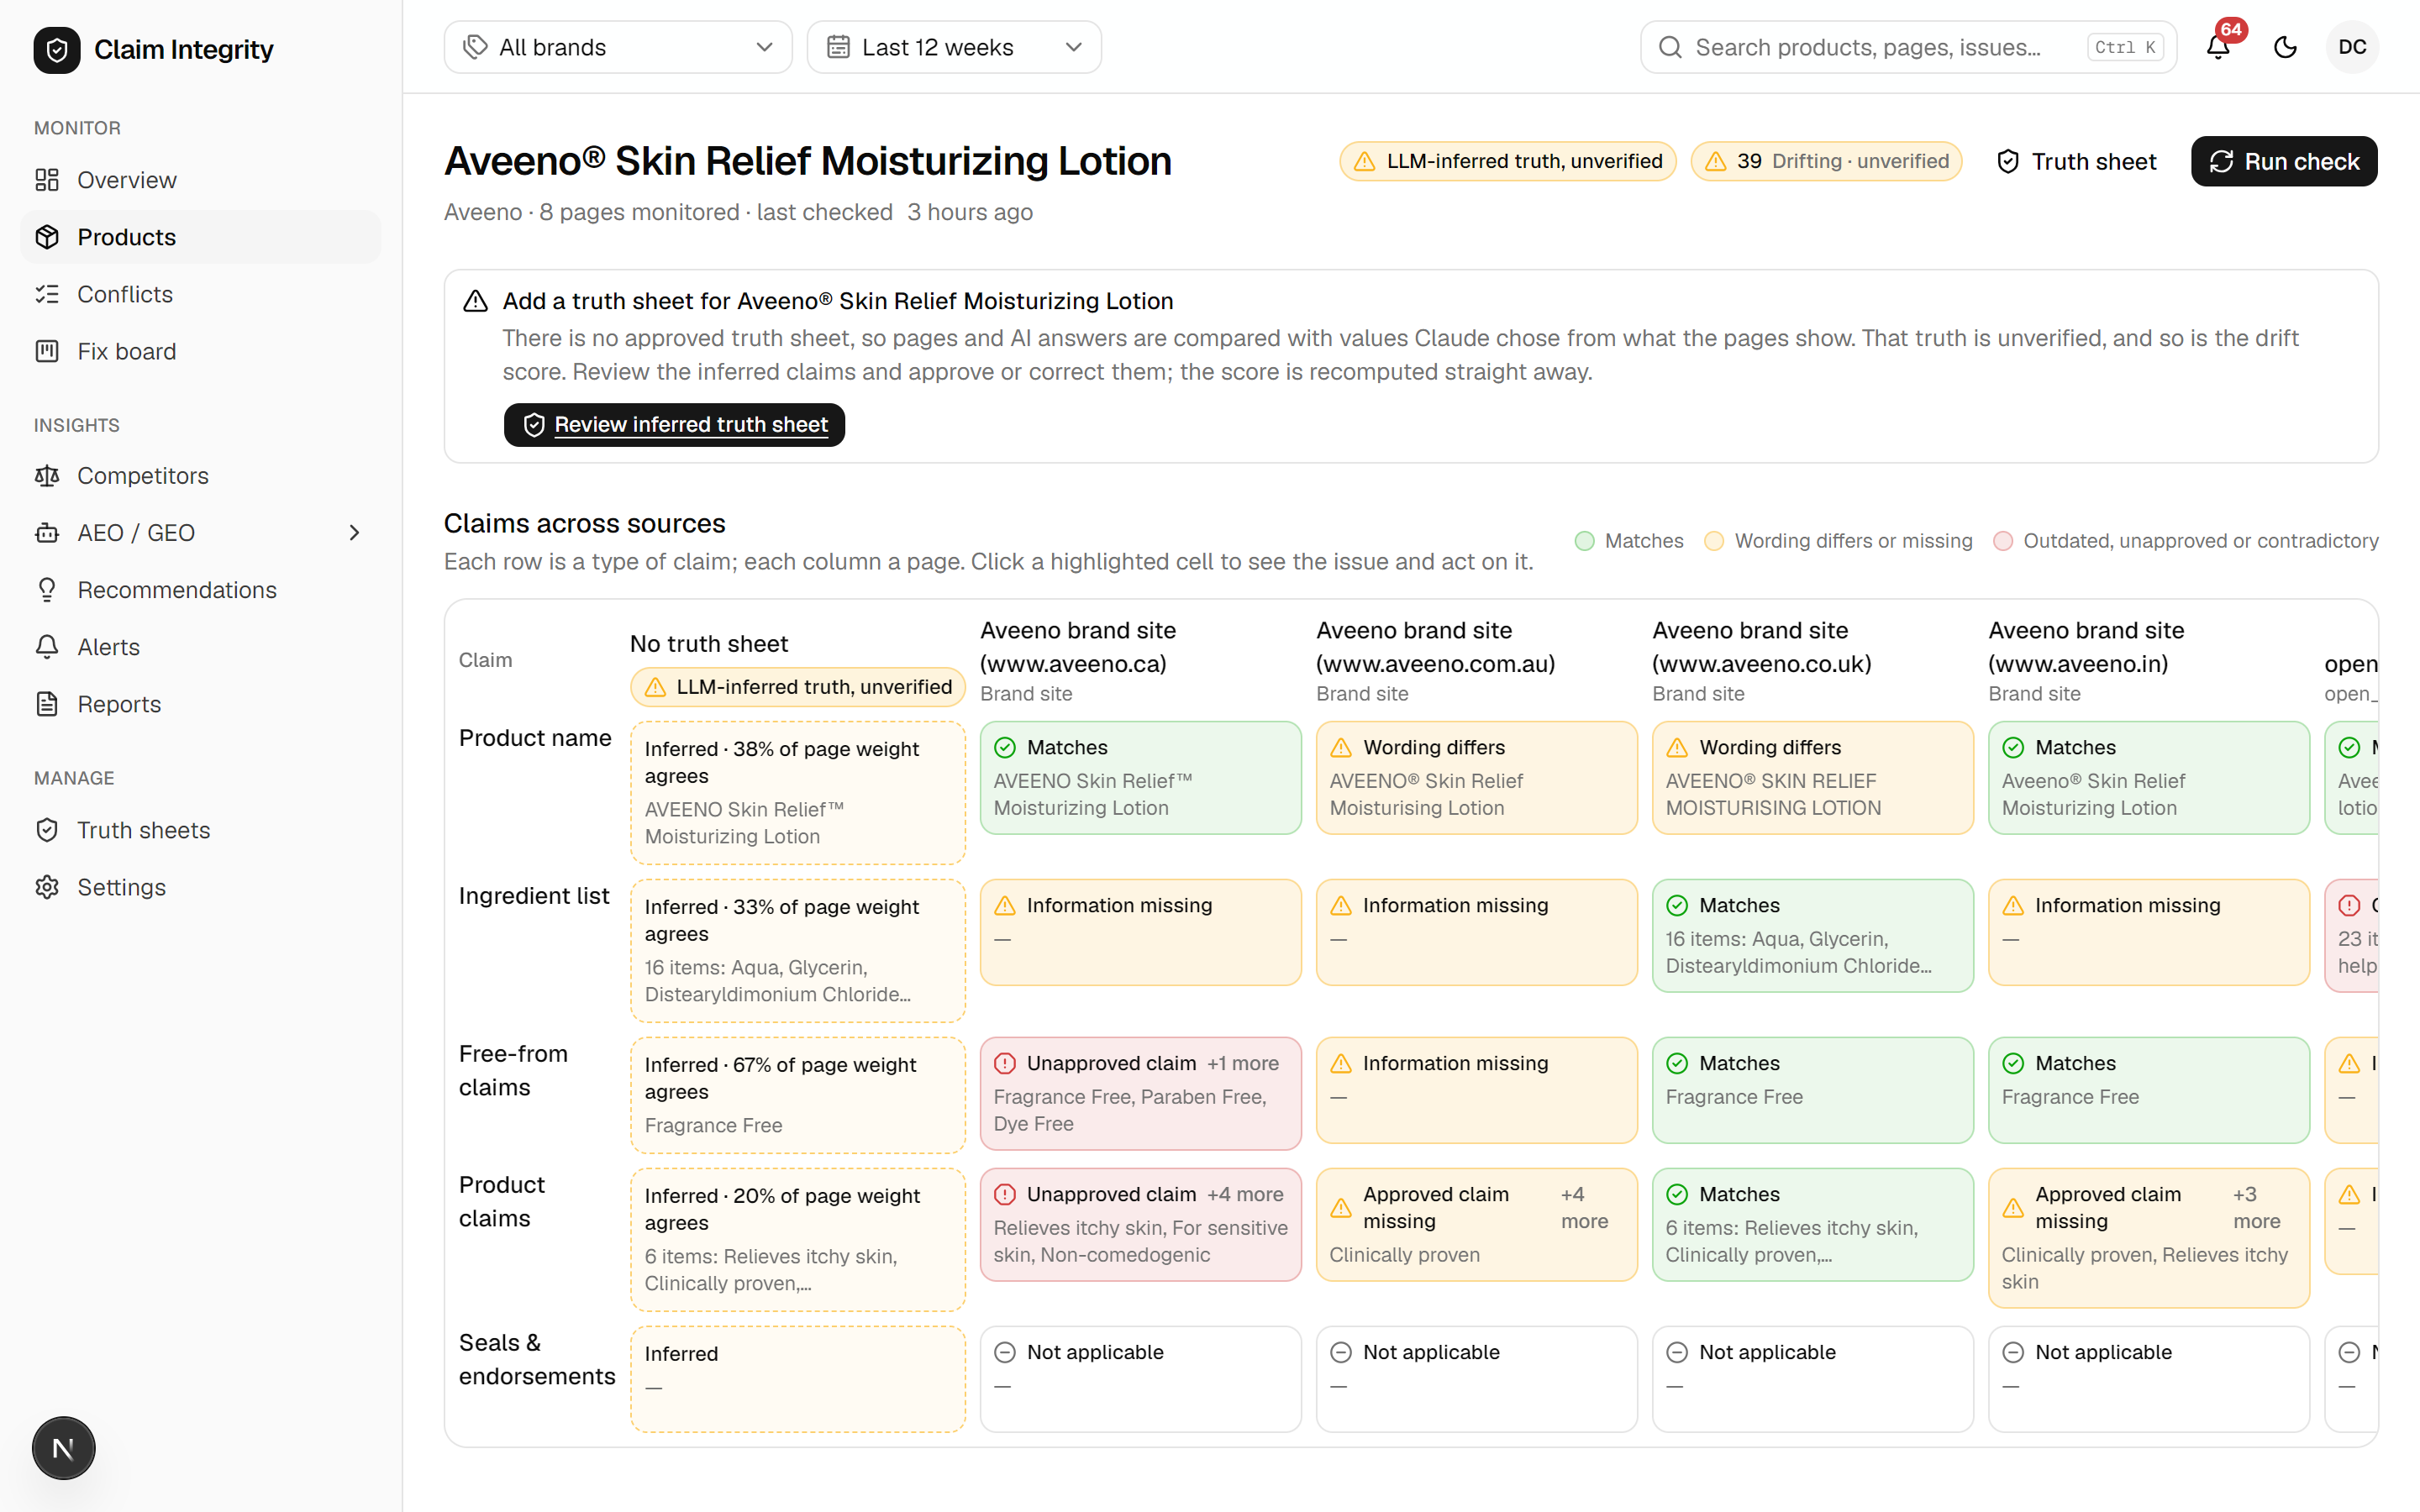 Claim Integrity
All brands
Last 12 weeks
Search products, pages, issues...
Ctrl K
64
DC
MONITOR
Overview
Products
Conflicts
Fix board
INSIGHTS
Competitors
AEO / GEO
Recommendations
Alerts
Reports
MANAGE
Truth sheets
Settings
N
Aveeno® Skin Relief Moisturizing Lotion
Aveeno · 8 pages monitored · last checked 3 hours ago
LLM-inferred truth, unverified
39 Drifting · unverified
Truth sheet
Run check
Add a truth sheet for Aveeno® Skin Relief Moisturizing Lotion
There is no approved truth sheet, so pages and AI answers are compared with values Claude chose from what the pages show. That truth is unverified, and so is the drift
score. Review the inferred claims and approve or correct them; the score is recomputed straight away.
Review inferred truth sheet
Claims across sources
Each row is a type of claim; each column a page. Click a highlighted cell to see the issue and act on it.
Matches
Wording differs or missing
Outdated, unapproved or contradictory
Claim
No truth sheet
LLM-inferred truth, unverified
Aveeno brand site
(www.aveeno.ca)
Brand site
Aveeno brand site
(www.aveeno.com.au)
Brand site
Aveeno brand site
(www.aveeno.co.uk)
Brand site
Aveeno brand site
(www.aveeno.in)
Brand site
open
open_
Product name
Inferred · 38% of page weight
agrees
AVEENO Skin Relief™
Moisturizing Lotion
Matches
AVEENO Skin Relief™
Moisturizing Lotion
Wording differs
AVEENO® Skin Relief
Moisturising Lotion
Wording differs
AVEENO® SKIN RELIEF
MOISTURISING LOTION
Matches
Aveeno® Skin Relief
Moisturizing Lotion
Ingredient list
Inferred · 33% of page weight
agrees
16 items: Aqua, Glycerin,
Distearyldimonium Chloride...
Information missing
—
Information missing
—
Matches
16 items: Aqua, Glycerin,
Distearyldimonium Chloride...
Information missing
—
23 it
help
Free-from
claims
Inferred · 67% of page weight
agrees
Fragrance Free
Unapproved claim +1 more
Fragrance Free, Paraben Free,
Dye Free
Information missing
—
Matches
Fragrance Free
Matches
Fragrance Free
—
Product
claims
Inferred · 20% of page weight
agrees
6 items: Relieves itchy skin,
Clinically proven,...
Unapproved claim +4 more
Relieves itchy skin, For sensitive
skin, Non-comedogenic
Approved claim
missing
+4
more
Clinically proven
Matches
6 items: Relieves itchy skin,
Clinically proven,...
Approved claim
missing
+3
more
Clinically proven, Relieves itchy
skin
—
Seals &
endorsements
Inferred
—
Not applicable
—
Not applicable
—
Not applicable
—
Not applicable
—
—